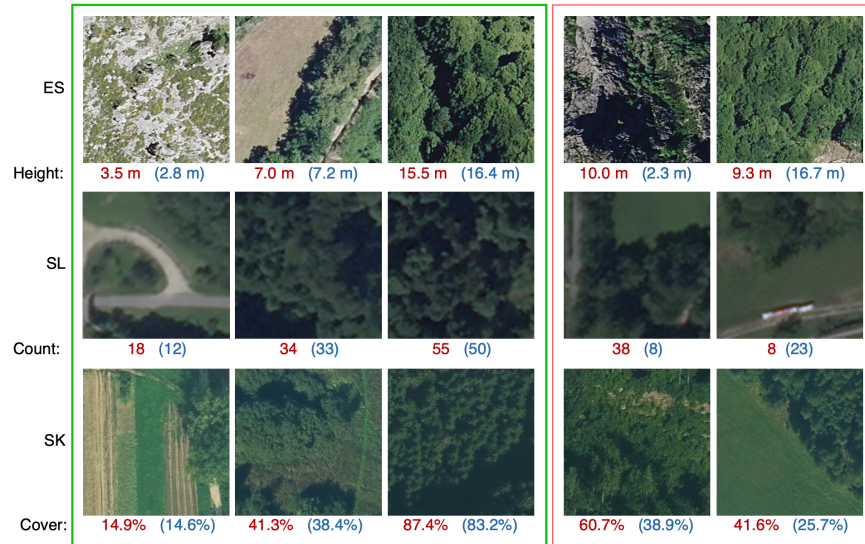 ES
Height: 3.5 m (2.8 m) 7.0 m (7.2 m) 15.5 m (16.4 m) 10.0 m (2.3 m) 9.3 m (16.7 m)
SL
Count: 18 (12) 34 (33) 55 (50) 38 (8) 8 (23)
SK
Cover: 14.9% (14.6%) 41.3% (38.4%) 87.4% (83.2%) 60.7% (38.9%) 41.6% (25.7%)